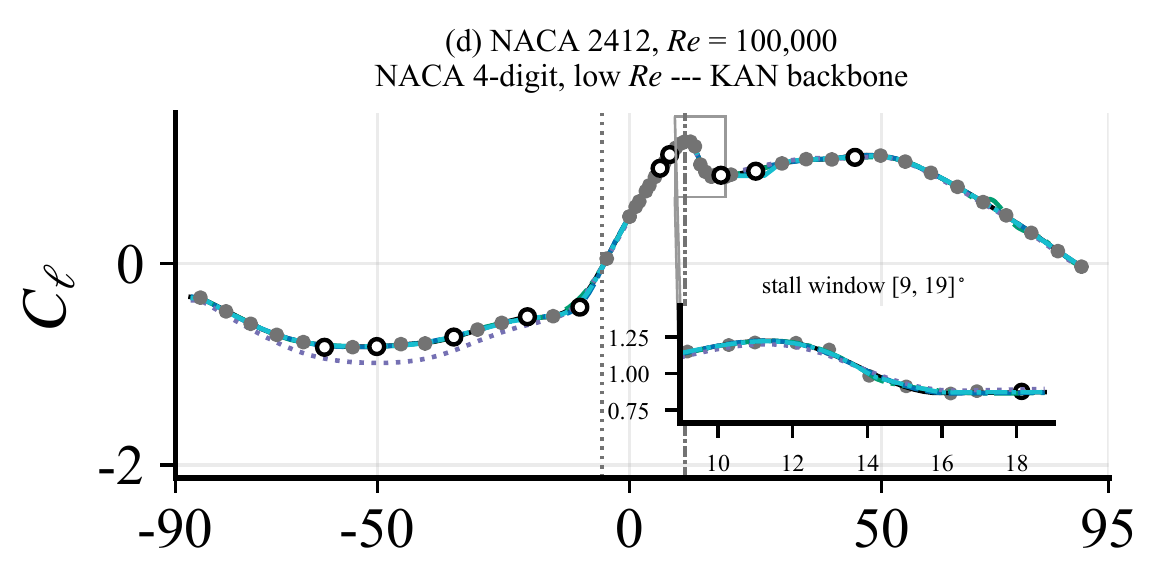 (d) NACA 2412, Re = 100,000
NACA 4-digit, low Re --- KAN backbone
Cℓ
0
-2
stall window [9, 19]°
1.25
1.00
0.75
10 12 14 16 18
-90 -50 0 50 95